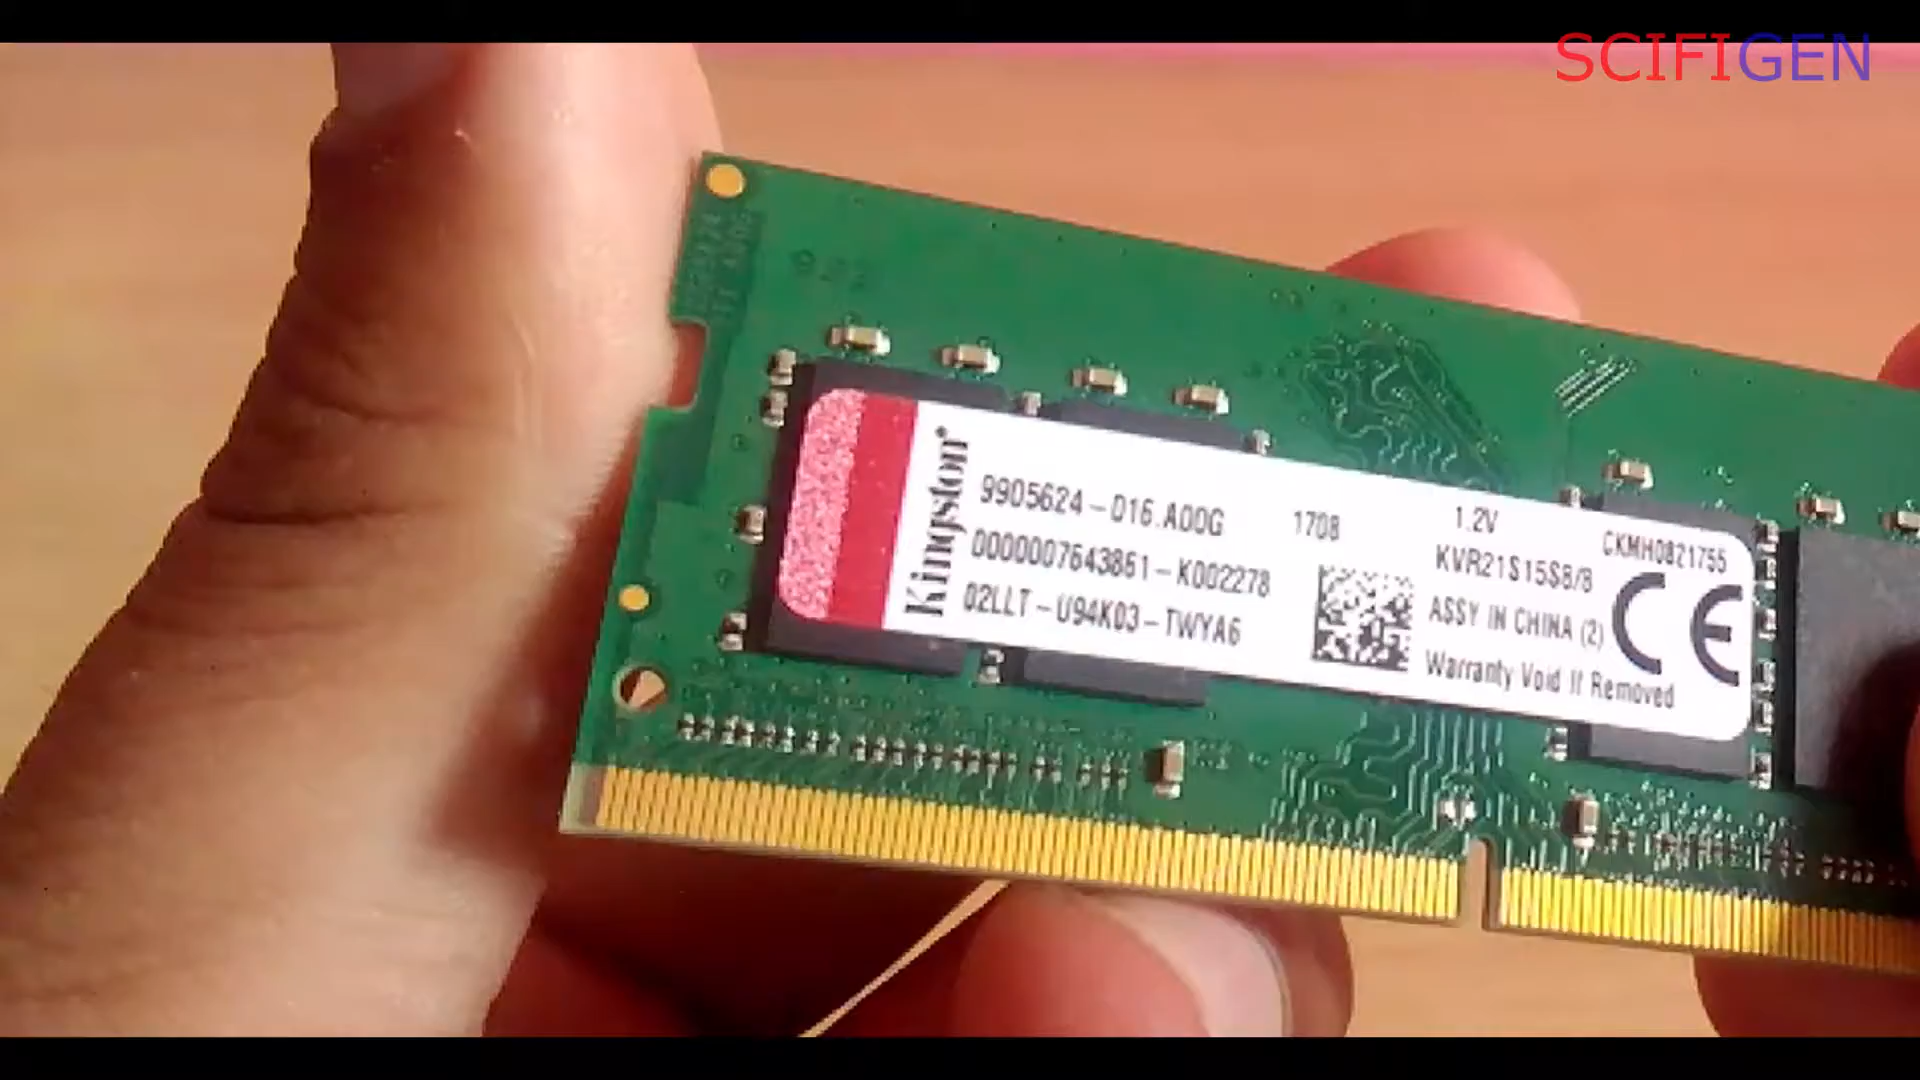 SCIFIGEN
Kingston
9905624-016.A00G 1708 1.2V CKMH0821755
0000007643861-K002278 KVR21S15S8/8
02LLT-U94K03-TWYA6 ASSY IN CHINA (2) CE
Warranty Void If Removed